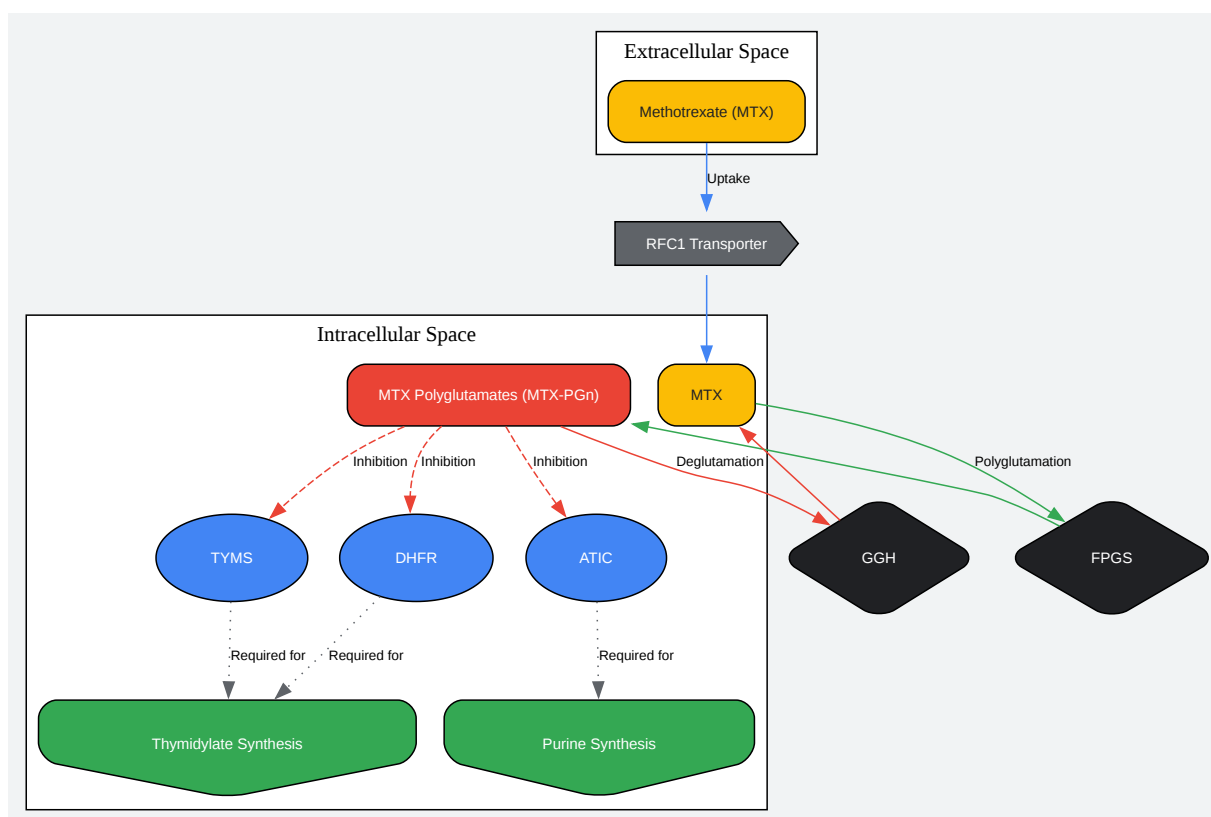 Extracellular Space
Methotrexate (MTX)
Uptake
RFC1 Transporter
Intracellular Space
MTX Polyglutamates (MTX-PGn)
MTX
Inhibition
Inhibition
Inhibition
Deglutamation
Polyglutamation
TYMS
DHFR
ATIC
GGH
FPGS
Required for
Required for
Required for
Thymidylate Synthesis
Purine Synthesis